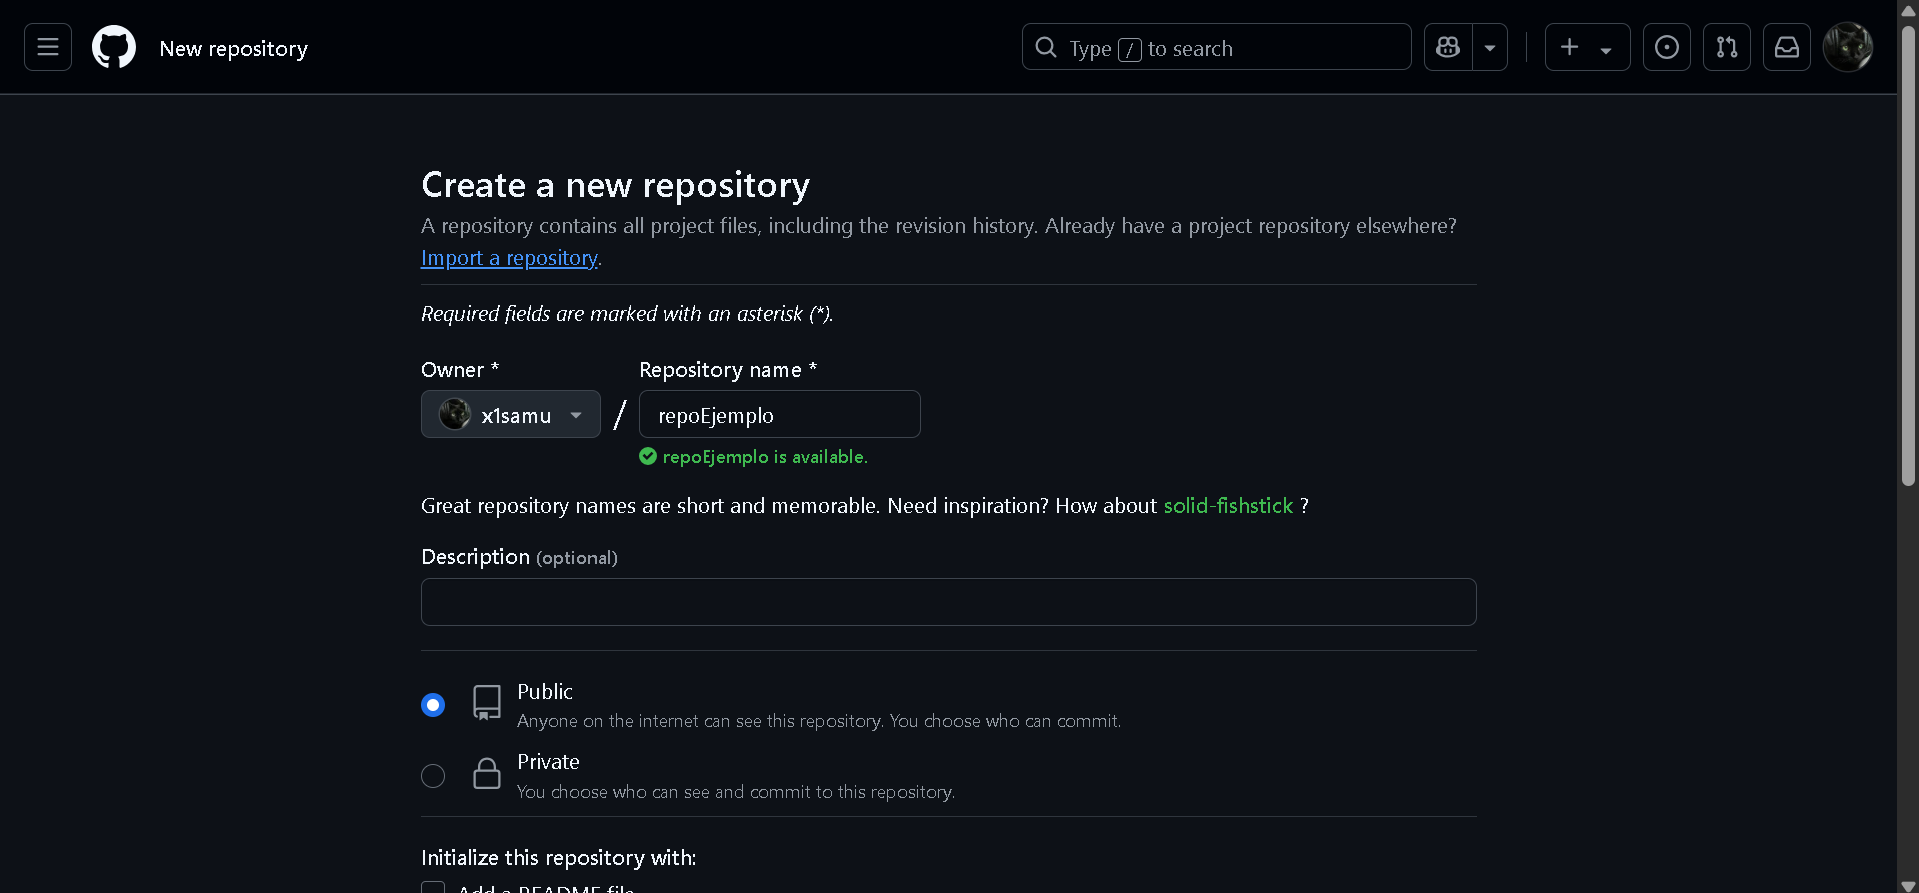 New repository
Type / to search
Create a new repository
A repository contains all project files, including the revision history. Already have a project repository elsewhere?
Import a repository.
Required fields are marked with an asterisk (*).
Owner * Repository name *
x1samu / repoEjemplo
repoEjemplo is available.
Great repository names are short and memorable. Need inspiration? How about solid-fishstick ?
Description (optional)
Public
Anyone on the internet can see this repository. You choose who can commit.
Private
You choose who can see and commit to this repository.
Initialize this repository with:
Add a README file